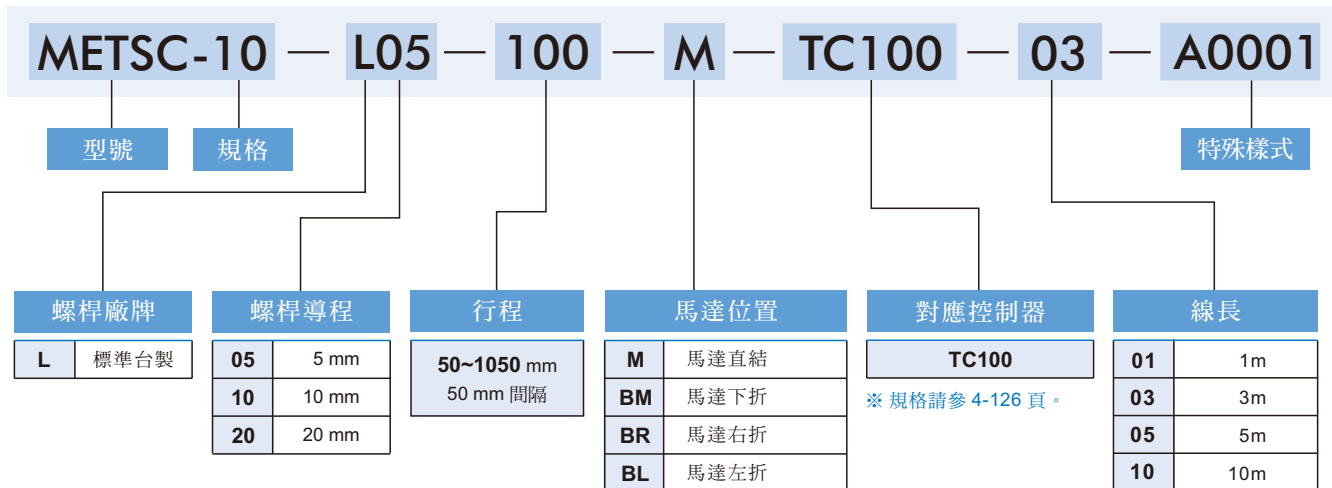 METSC-10 — L05 — 100 — M — TC100 — 03 — A0001
型號 規格 特殊樣式
螺桿廠牌
L 標準台製
螺桿導程
05 5 mm
10 10 mm
20 20 mm
行程
50~1050 mm
50 mm 間隔
馬達位置
M 馬達直結
BM 馬達下折
BR 馬達右折
BL 馬達左折
對應控制器
TC100
※ 規格請參 4-126 頁。
線長
01 1m
03 3m
05 5m
10 10m